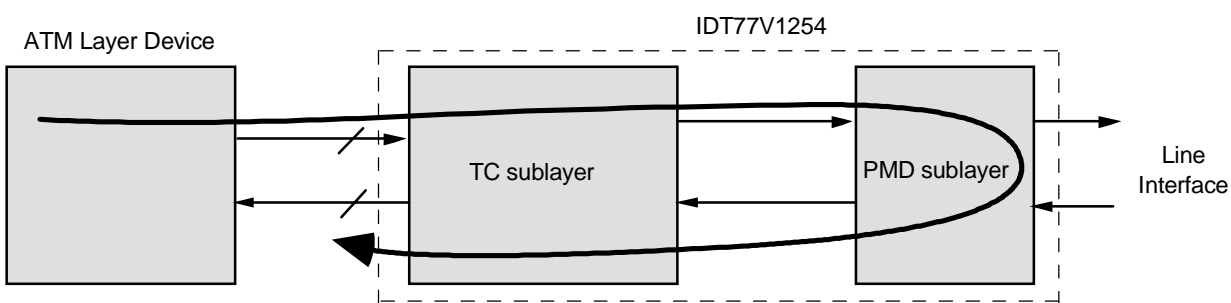 IDT77V1254
ATM Layer Device
TC sublayer
PMD sublayer
Line
Interface